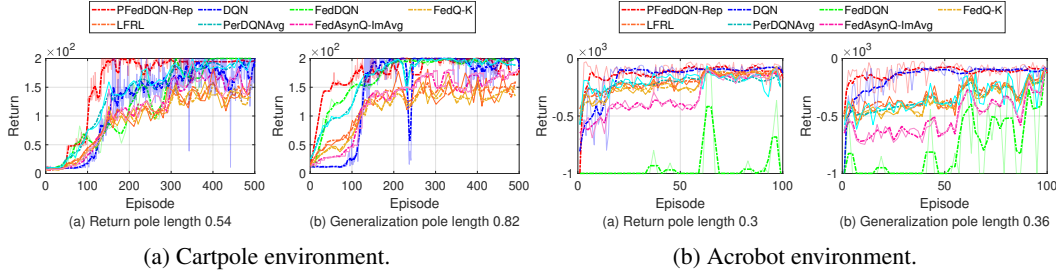 PFedDQN-Rep DQN FedDQN FedQ-K
LFRL PerDQNAvg FedAsynQ-ImAvg
×10²
2
1.5
1
0.5
0
Return
0 100 200 300 400 500
Episode
(a) Return pole length 0.54
×10²
2
1.5
1
0.5
0
0 100 200 300 400 500
Episode
(b) Generalization pole length 0.82
(a) Cartpole environment.
PFedDQN-Rep DQN FedDQN FedQ-K
LFRL PerDQNAvg FedAsynQ-ImAvg
×10³
0
-0.5
-1
Return
0 50 100
Episode
(a) Return pole length 0.3
×10³
0
-0.5
-1
Return
0 50 100
Episode
(b) Generalization pole length 0.36
(b) Acrobot environment.